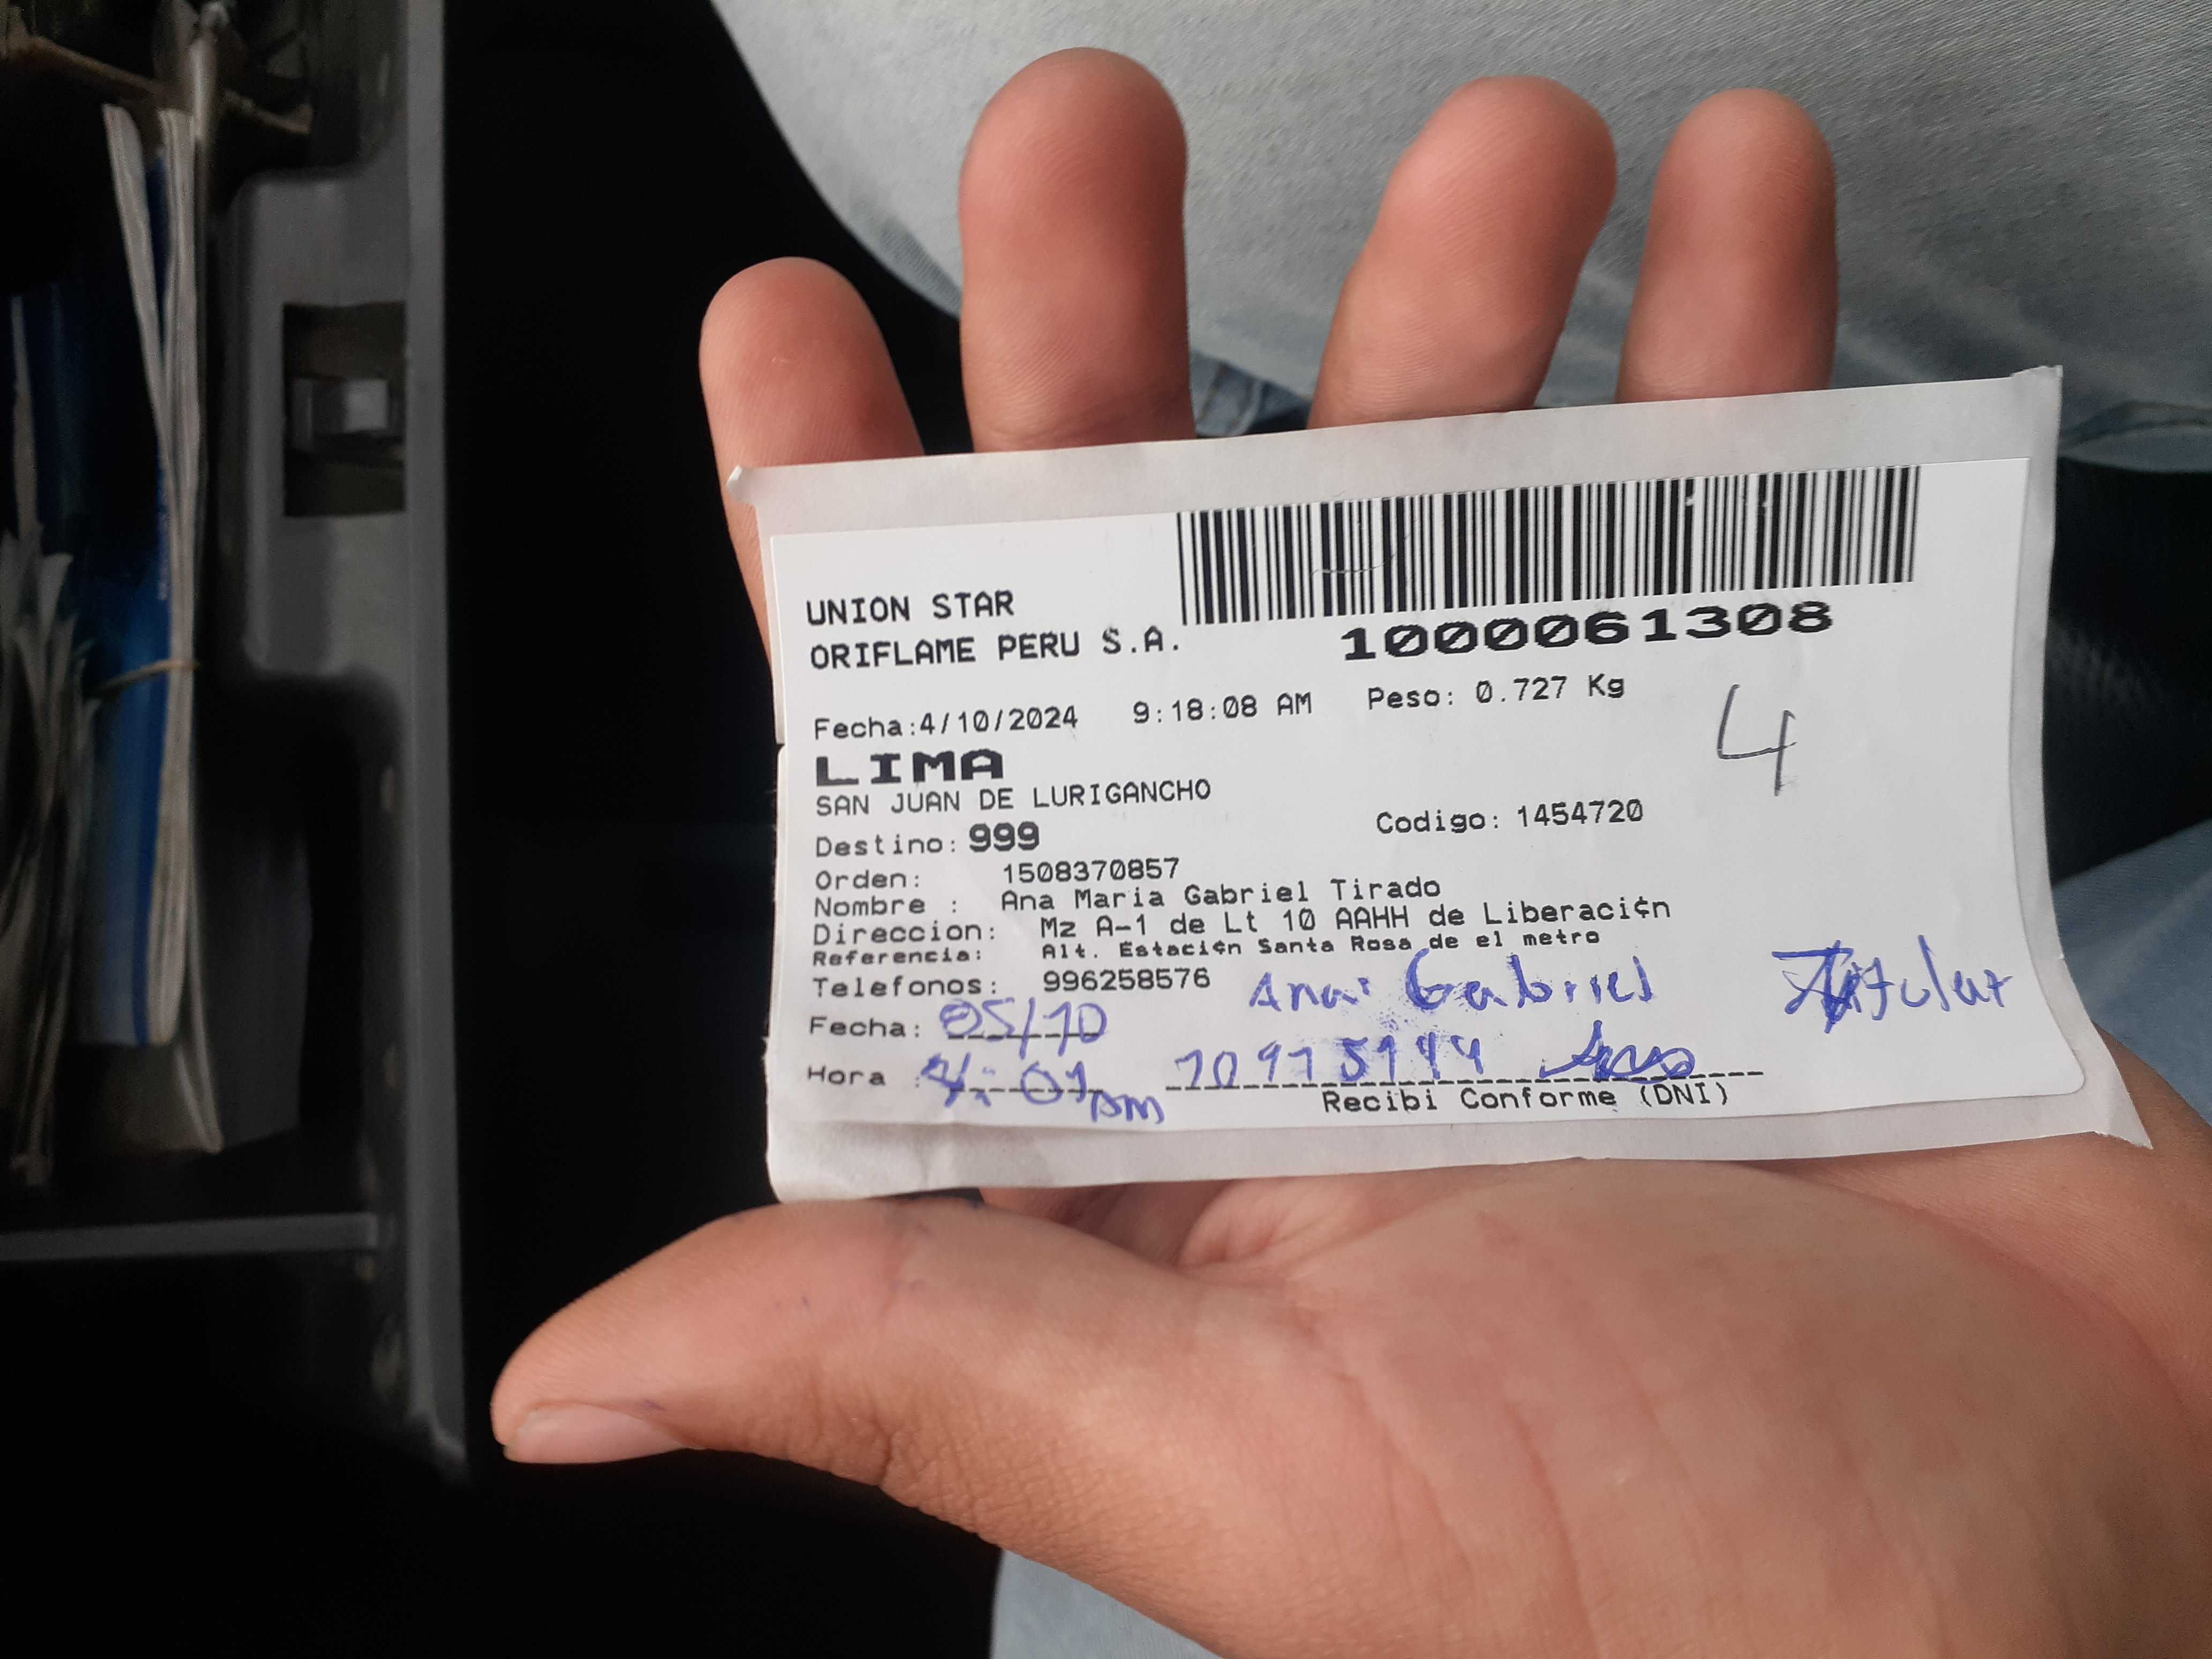 UNION STAR
ORIFLAME PERU S.A.
1000061308
Fecha:4/10/2024 9:18:08 AM Peso: 0.727 Kg
4
LIMA
SAN JUAN DE LURIGANCHO
Destino: 999 Codigo: 1454720
Orden: 1508370857
Nombre : Ana Maria Gabriel Tirado
Direccion: Mz A-1 de Lt 10 AAHH de Liberaci¢n
Referencia: Alt. Estaci¢n Santa Rosa de el metro
Telefonos: 996258576 Ana Gabriel Titular
Fecha: 05/10
Hora : 01 pm
Recibi Conforme (DNI)